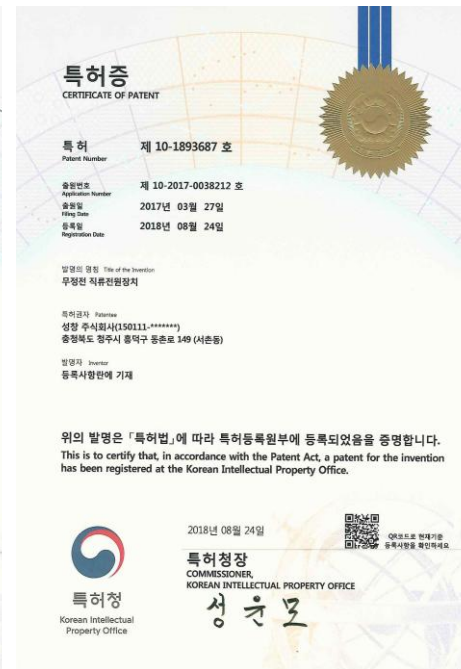 특허증
CERTIFICATE OF PATENT
특 허 제 10-1893687 호
Patent Number
출원번호 제 10-2017-0038212 호
Application Number
출원일 2017년 03월 27일
Filing Date
등록일 2018년 08월 24일
Registration Date
발명의 명칭 Title of the Invention
무정전 직류전원장치
특허권자 Patentee
성창 주식회사(150111-*******)
충청북도 청주시 흥덕구 동촌로 149 (서촌동)
발명자 Inventor
등록사항란에 기재
위의 발명은 「특허법」에 따라 특허등록원부에 등록되었음을 증명합니다.
This is to certify that, in accordance with the Patent Act, a patent for the invention
has been registered at the Korean Intellectual Property Office.
2018년 08월 24일
QR코드로 현재기준
등록사항을 확인하세요
특허청장
COMMISSIONER,
KOREAN INTELLECTUAL PROPERTY OFFICE
성윤모
특허청
Korean Intellectual
Property Office